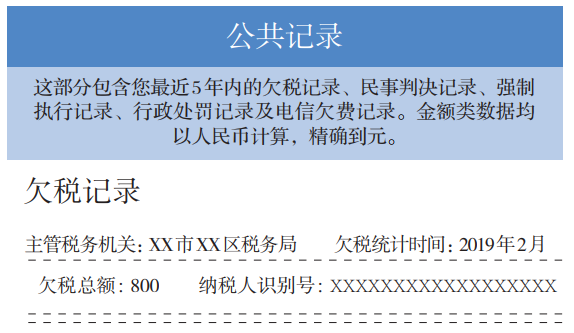 公共记录
这部分包含您最近5年内的欠税记录、民事判决记录、强制
执行记录、行政处罚记录及电信欠费记录。金额类数据均
以人民币计算，精确到元。
欠税记录
主管税务机关: XX市XX区税务局 欠税统计时间: 2019年2月
欠税总额: 800 纳税人识别号: XXXXXXXXXXXXXXXXXX